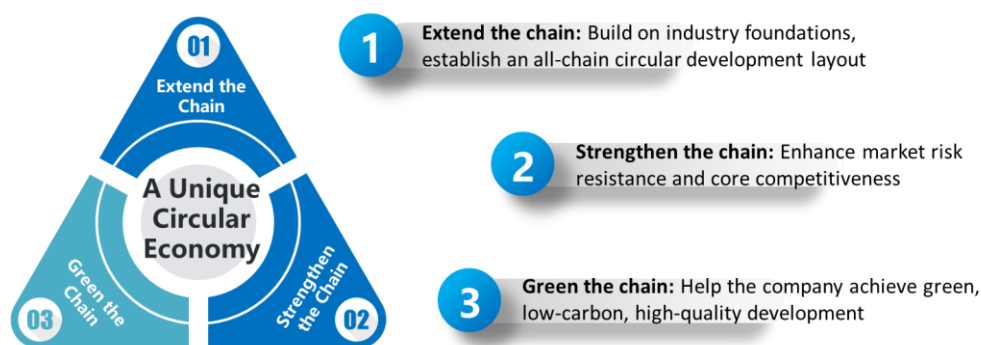 01
Extend the
Chain
A Unique
Circular
Economy
Green the
Chain
03
Strengthen
the Chain
02
1
Extend the chain: Build on industry foundations,
establish an all-chain circular development layout
2
Strengthen the chain: Enhance market risk
resistance and core competitiveness
3
Green the chain: Help the company achieve green,
low-carbon, high-quality development